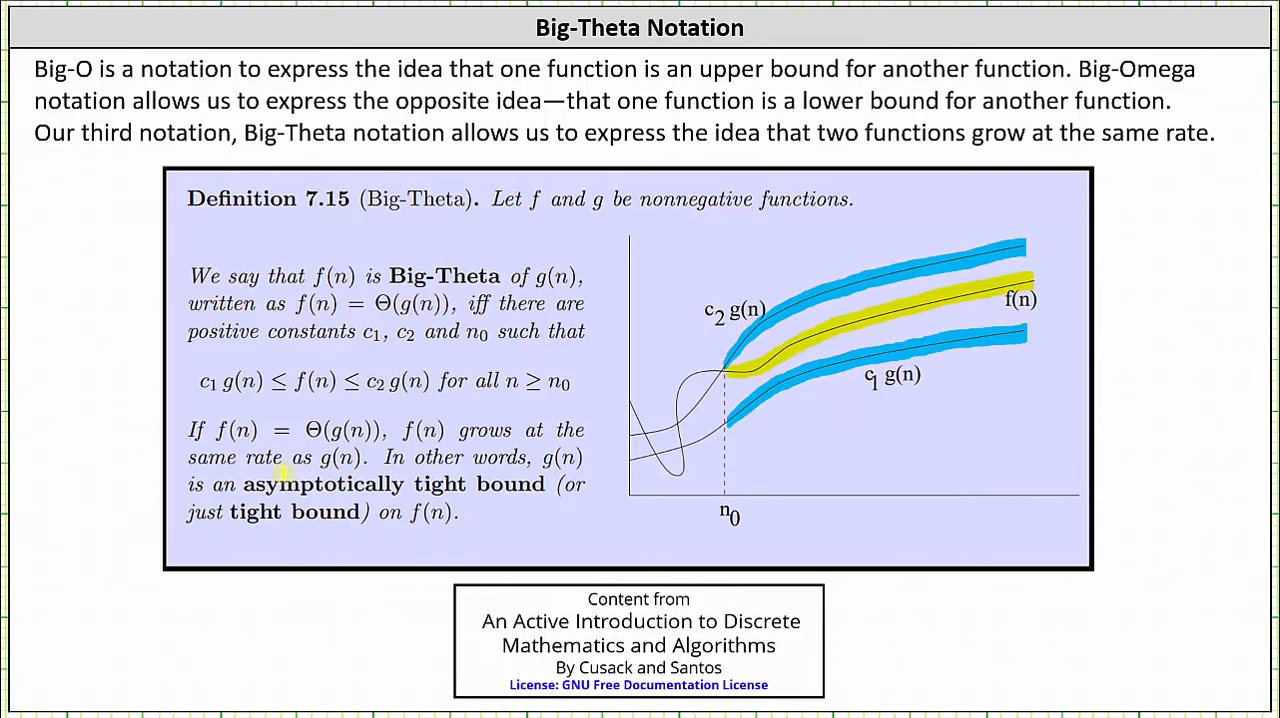 Big-Theta Notation
Big-O is a notation to express the idea that one function is an upper bound for another function. Big-Omega
notation allows us to express the opposite idea—that one function is a lower bound for another function.
Our third notation, Big-Theta notation allows us to express the idea that two functions grow at the same rate.
Definition 7.15 (Big-Theta). Let f and g be nonnegative functions.
We say that f(n) is Big-Theta of g(n),
written as f(n) = Θ(g(n)), iff there are
positive constants c₁, c₂ and n₀ such that
c₁ g(n) ≤ f(n) ≤ c₂ g(n) for all n ≥ n₀
If f(n) = Θ(g(n)), f(n) grows at the
same rate as g(n). In other words, g(n)
is an asymptotically tight bound (or
just tight bound) on f(n).
c₂ g(n)
f(n)
c₁ g(n)
n₀
Content from
An Active Introduction to Discrete
Mathematics and Algorithms
By Cusack and Santos
License: GNU Free Documentation License